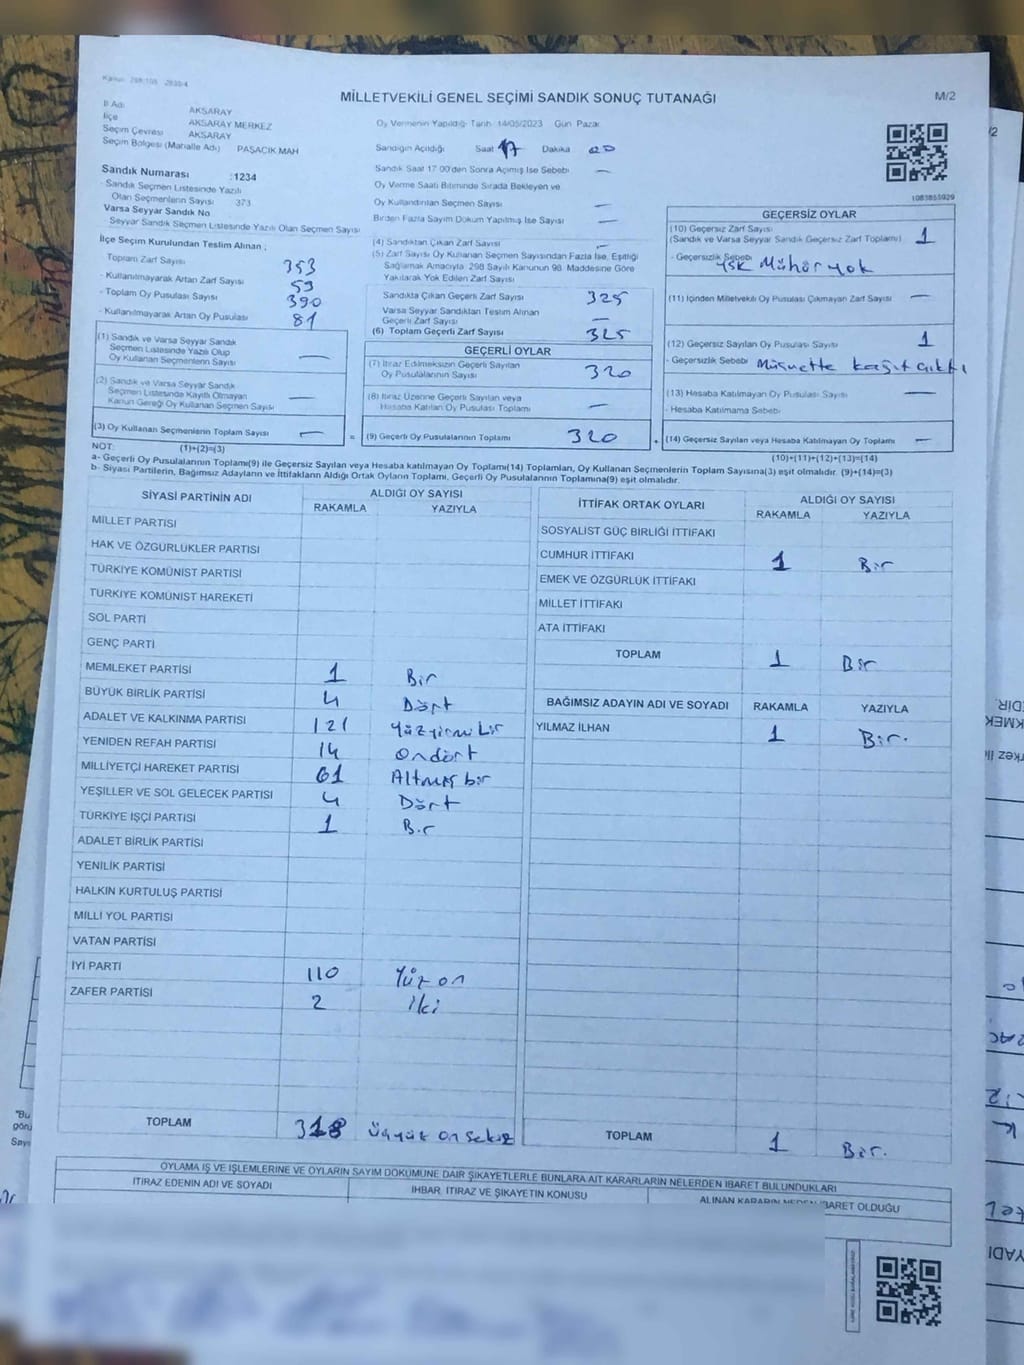 Kanun: 298/105 2839/4
MİLLETVEKİLİ GENEL SEÇİMİ SANDIK SONUÇ TUTANAĞI
M/2
İl Adı AKSARAY
İlçe AKSARAY MERKEZ
Seçim Çevresi AKSARAY
Seçim Bölgesi (Mahalle Adı) PAŞACIK MAH
Oy Vermenin Yapıldığı Tarih 14/05/2023 Gün Pazar
Sandığın Açıldığı Saat 17 Dakika 00
Sandık Numarası :1234
- Sandık Seçmen Listesinde Yazılı
Olan Seçmenlerin Sayısı 373
Varsa Seyyar Sandık No
- Seyyar Sandık Seçmen Listesinde Yazılı Olan Seçmen Sayısı
Sandık Saat 17 00'den Sonra Açılmış İse Sebebi —
Oy Verme Saati Bitiminde Sırada Bekleyen ve
Oy Kullandırılan Seçmen Sayısı —
Birden Fazla Sayım Döküm Yapılmış İse Sayısı —
1083855929
İlçe Seçim Kurulundan Teslim Alınan ;
- Toplam Zarf Sayısı 353
- Kullanılmayarak Artan Zarf Sayısı 59
- Toplam Oy Pusulası Sayısı 390
- Kullanılmayarak Artan Oy Pusulası 81
(4) Sandıktan Çıkan Zarf Sayısı —
(5) Zarf Sayısı Oy Kullanan Seçmen Sayısından Fazla İse, Eşitliği
Sağlamak Amacıyla 298 Sayılı Kanunun 98. Maddesine Göre
Yakılarak Yok Edilen Zarf Sayısı
Sandıkta Çıkan Geçerli Zarf Sayısı 325
Varsa Seyyar Sandıktan Teslim Alınan
Geçerli Zarf Sayısı —
(6) Toplam Geçerli Zarf Sayısı 325
GEÇERSİZ OYLAR
(10) Geçersiz Zarf Sayısı
(Sandık ve Varsa Seyyar Sandık Geçersiz Zarf Toplamı) 1
- Geçersizlik Sebebi YSK Mühür yok
(11) İçinden Milletvekili Oy Pusulası Çıkmayan Zarf Sayısı —
(12) Geçersiz Sayılan Oy Pusulası Sayısı 1
- Geçersizlik Sebebi
(13) Hesaba Katılmayan Oy Pusulası Sayısı —
- Hesaba Katılmama Sebebi
(14) Geçersiz Sayılan veya Hesaba Katılmayan Oy Toplamı —
(10)+(11)+(12)+(13)=(14)
(1) Sandık ve Varsa Seyyar Sandık
Seçmen Listesinde Yazılı Olup
Oy Kullanan Seçmenlerin Sayısı —
(2) Sandık ve Varsa Seyyar Sandık
Seçmen Listesinde Kayıtlı Olmayan
Kanun Gereği Oy Kullanan Seçmen Sayısı —
(3) Oy Kullanan Seçmenlerin Toplam Sayısı —
(1)+(2)=(3)
GEÇERLİ OYLAR
(7) İtiraz Edilmeksizin Geçerli Sayılan
Oy Pusulalarının Sayısı 320
(8) İtiraz Üzerine Geçerli Sayılan veya
Hesaba Katılan Oy Pusulaları Toplamı —
= (9) Geçerli Oy Pusulalarının Toplamı 320 +
NOT:
a- Geçerli Oy Pusulalarının Toplamı(9) ile Geçersiz Sayılan veya Hesaba katılmayan Oy Toplamı(14) Toplamları, Oy Kullanan Seçmenlerin Toplam Sayısına(3) eşit olmalıdır. (9)+(14)=(3)
b- Siyasi Partilerin, Bağımsız Adayların ve İttifakların Aldığı Ortak Oyların Toplamı, Geçerli Oy Pusulalarının Toplamına(9) eşit olmalıdır.
SİYASİ PARTİNİN ADI ALDIĞI OY SAYISI
RAKAMLA YAZIYLA
MİLLET PARTİSİ
HAK VE ÖZGÜRLÜKLER PARTİSİ
TÜRKİYE KOMÜNİST PARTİSİ
TÜRKİYE KOMÜNİST HAREKETİ
SOL PARTİ
GENÇ PARTİ
MEMLEKET PARTİSİ 1 Bir
BÜYÜK BİRLİK PARTİSİ 4 Dört
ADALET VE KALKINMA PARTİSİ 121 Yüzyirmi bir
YENİDEN REFAH PARTİSİ 14 Ondört
MİLLİYETÇİ HAREKET PARTİSİ 61 Altmış bir
YEŞİLLER VE SOL GELECEK PARTİSİ 4 Dört
TÜRKİYE İŞÇİ PARTİSİ 1 Bir
ADALET BİRLİK PARTİSİ
YENİLİK PARTİSİ
HALKIN KURTULUŞ PARTİSİ
MİLLİ YOL PARTİSİ
VATAN PARTİSİ
İYİ PARTİ 110 Yüz on
ZAFER PARTİSİ 2 iki
TOPLAM 318 Üçyüz on sekiz
İTTİFAK ORTAK OYLARI ALDIĞI OY SAYISI
RAKAMLA YAZIYLA
SOSYALİST GÜÇ BİRLİĞİ İTTİFAKI
CUMHUR İTTİFAKI 1 Bir
EMEK VE ÖZGÜRLÜK İTTİFAKI
MİLLET İTTİFAKI
ATA İTTİFAKI
TOPLAM 1 Bir
BAĞIMSIZ ADAYIN ADI VE SOYADI RAKAMLA YAZIYLA
YILMAZ İLHAN 1 Bir.
TOPLAM 1 Bir.
OYLAMA İŞ VE İŞLEMLERİNE VE OYLARIN SAYIM DÖKÜMÜNE DAİR ŞİKAYETLERLE BUNLARA AİT KARARLARIN NELERDEN İBARET BULUNDUKLARI
İTİRAZ EDENİN ADI VE SOYADI
İHBAR, İTİRAZ VE ŞİKAYETİN KONUSU
ALINAN KARARIN NEDEN İBARET OLDUĞU